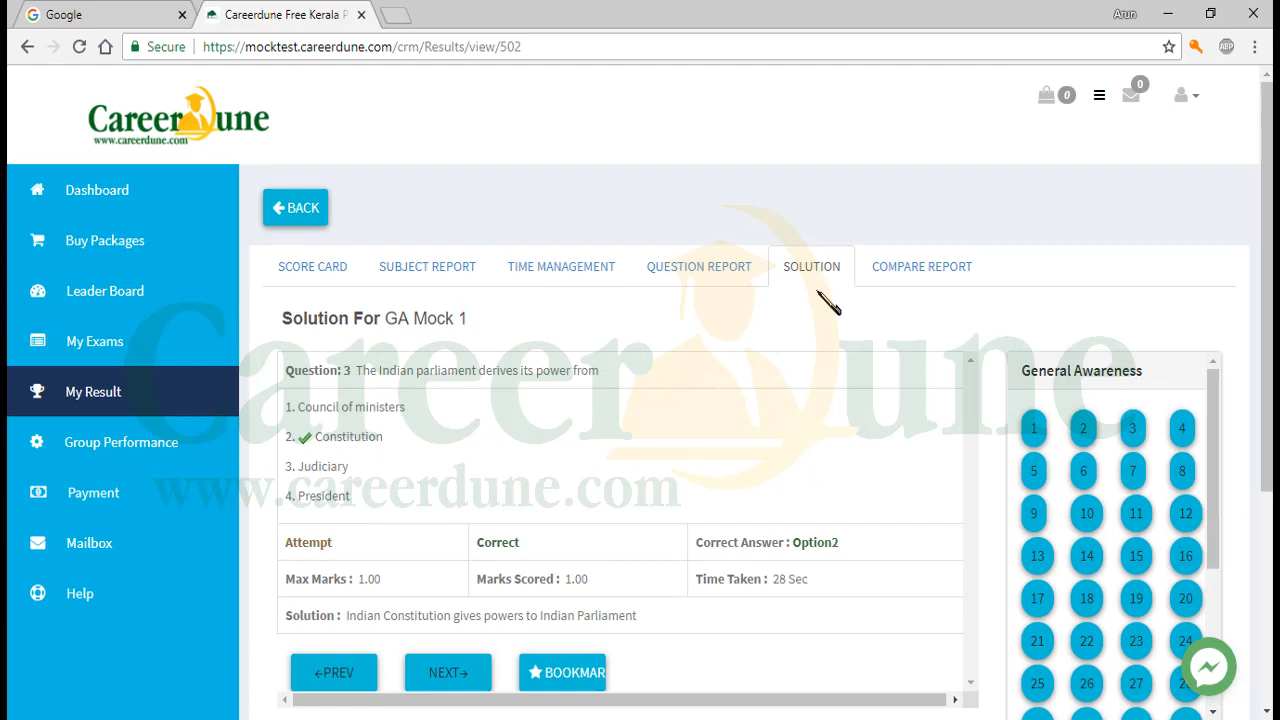 Google
Careerdune Free Kerala P
Arun
Secure
https://mocktest.careerdune.com/crm/Results/view/502
ABP
CareerDune
www.careerdune.com
0
0
Dashboard
Buy Packages
Leader Board
My Exams
My Result
Group Performance
Payment
Mailbox
Help
BACK
SCORE CARD SUBJECT REPORT TIME MANAGEMENT QUESTION REPORT SOLUTION COMPARE REPORT
Solution For GA Mock 1
Question: 3 The Indian parliament derives its power from
1. Council of ministers
2. Constitution
3. Judiciary
4. President
Attempt Correct Correct Answer : Option2
Max Marks : 1.00 Marks Scored : 1.00 Time Taken : 28 Sec
Solution : Indian Constitution gives powers to Indian Parliament
←PREV NEXT→ BOOKMAR
General Awareness
1 2 3 4
5 6 7 8
9 10 11 12
13 14 15 16
17 18 19 20
21 22 23 24
25 26 27
CareerDune
www.careerdune.com